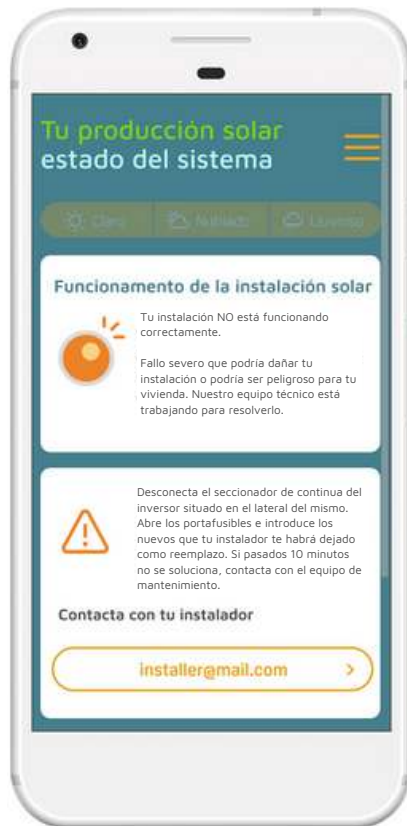 Tu producción solar
estado del sistema
Claro Nublado Lluvioso
Funcionamento de la instalación solar
Tu instalación NO está funcionando
correctamente.
Fallo severo que podría dañar tu
instalación o podría ser peligroso para tu
vivienda. Nuestro equipo técnico está
trabajando para resolverlo.
Desconecta el seccionador de continua del
inversor situado en el lateral del mismo.
Abre los portafusibles e introduce los
nuevos que tu instalador te habrá dejado
como reemplazo. Si pasados 10 minutos
no se soluciona, contacta con el equipo de
mantenimiento.
Contacta con tu instalador
installer@mail.com >